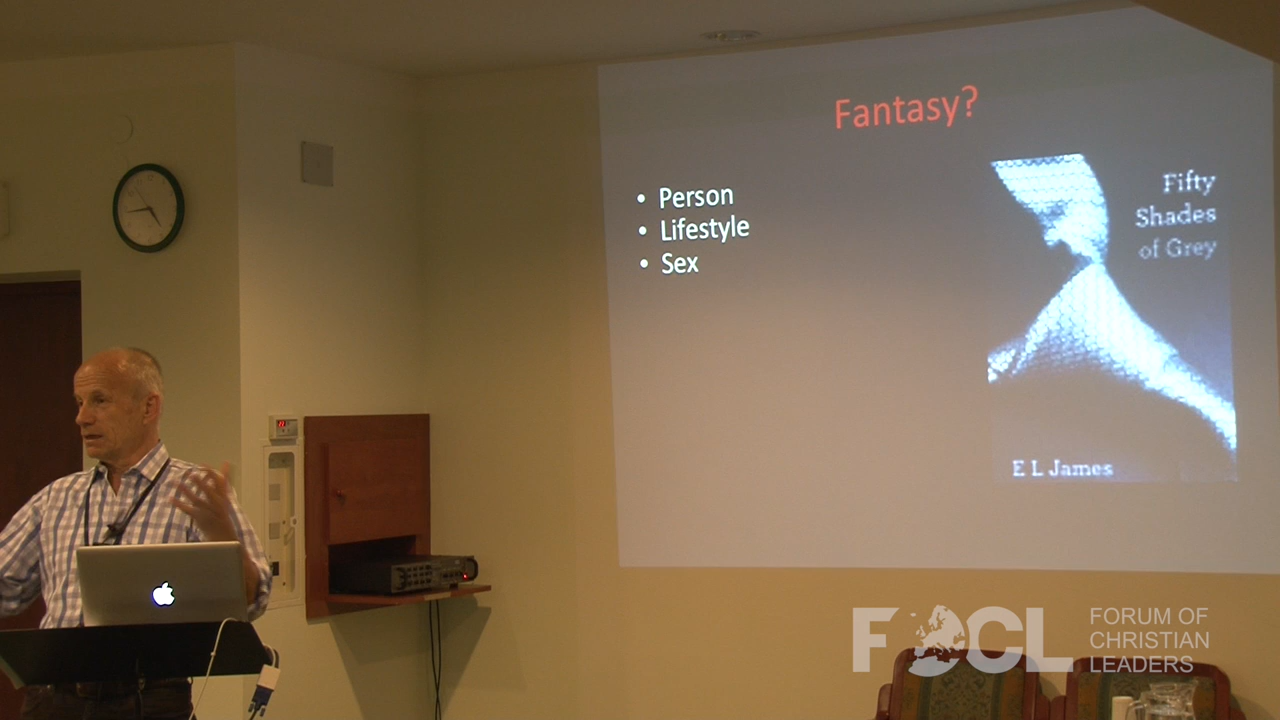 Fantasy?
• Person
• Lifestyle
• Sex
Fifty
Shades
of Grey
E L James
FOCL
FORUM OF
CHRISTIAN
LEADERS